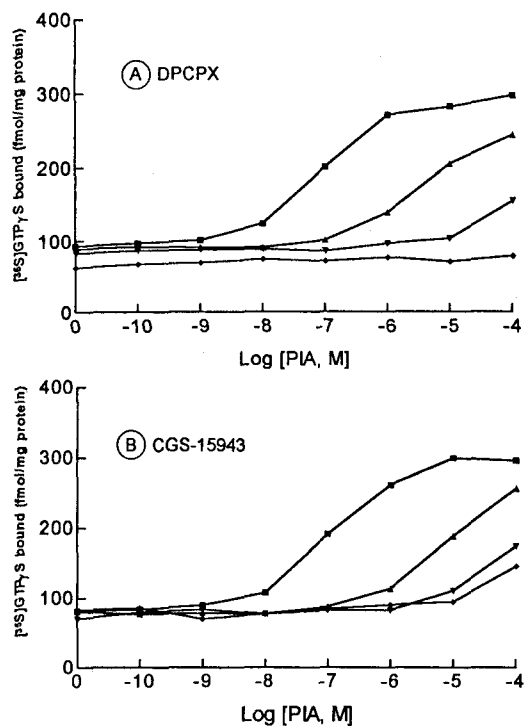 [³⁵S]GTPγS bound (fmol/mg protein)
400
300
200
100
0
A DPCPX
0 -10 -9 -8 -7 -6 -5 -4
Log [PIA, M]
[³⁵S]GTPγS bound (fmol/mg protein)
400
300
200
100
0
B CGS-15943
0 -10 -9 -8 -7 -6 -5 -4
Log [PIA, M]